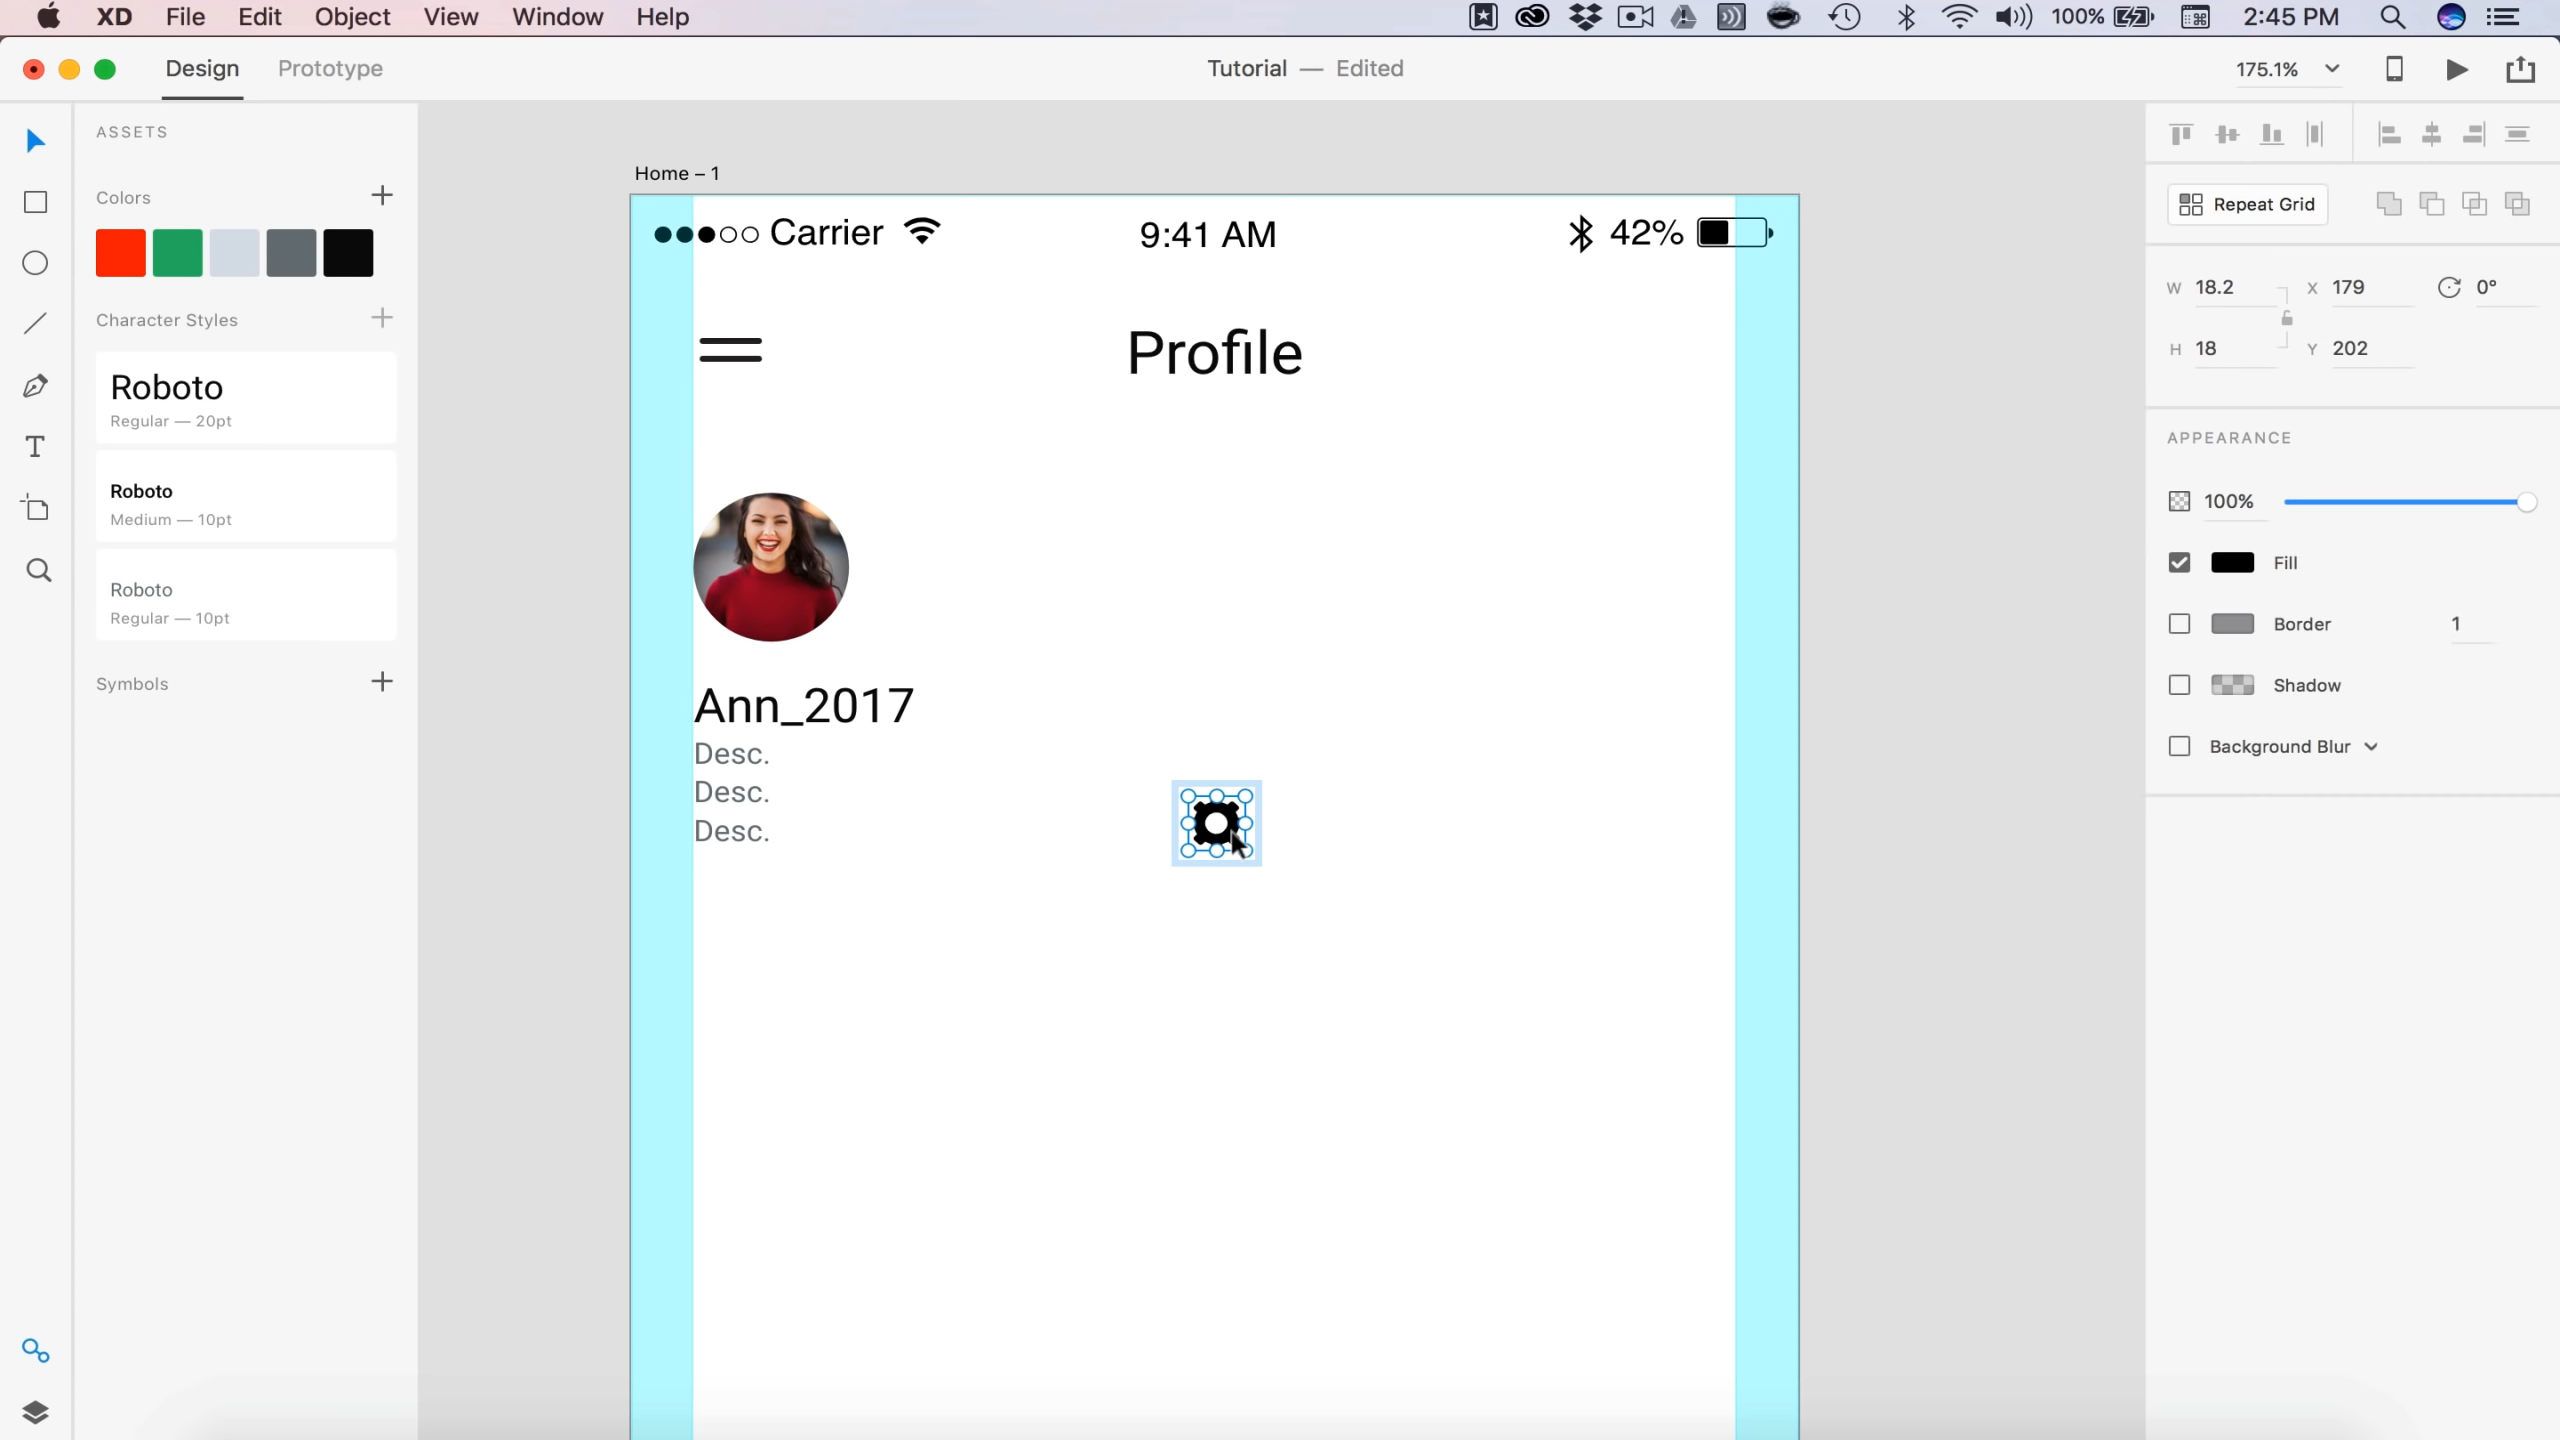 XD File Edit Object View Window Help 100% 2:45 PM
Design Prototype Tutorial — Edited 175.1%
ASSETS
Colors
Character Styles
Roboto
Regular — 20pt
Roboto
Medium — 10pt
Roboto
Regular — 10pt
Symbols
Home – 1
Carrier 9:41 AM 42%
Profile
Ann_2017
Desc.
Desc.
Desc.
Repeat Grid
W 18.2 X 179 0°
H 18 Y 202
APPEARANCE
100%
Fill
Border 1
Shadow
Background Blur